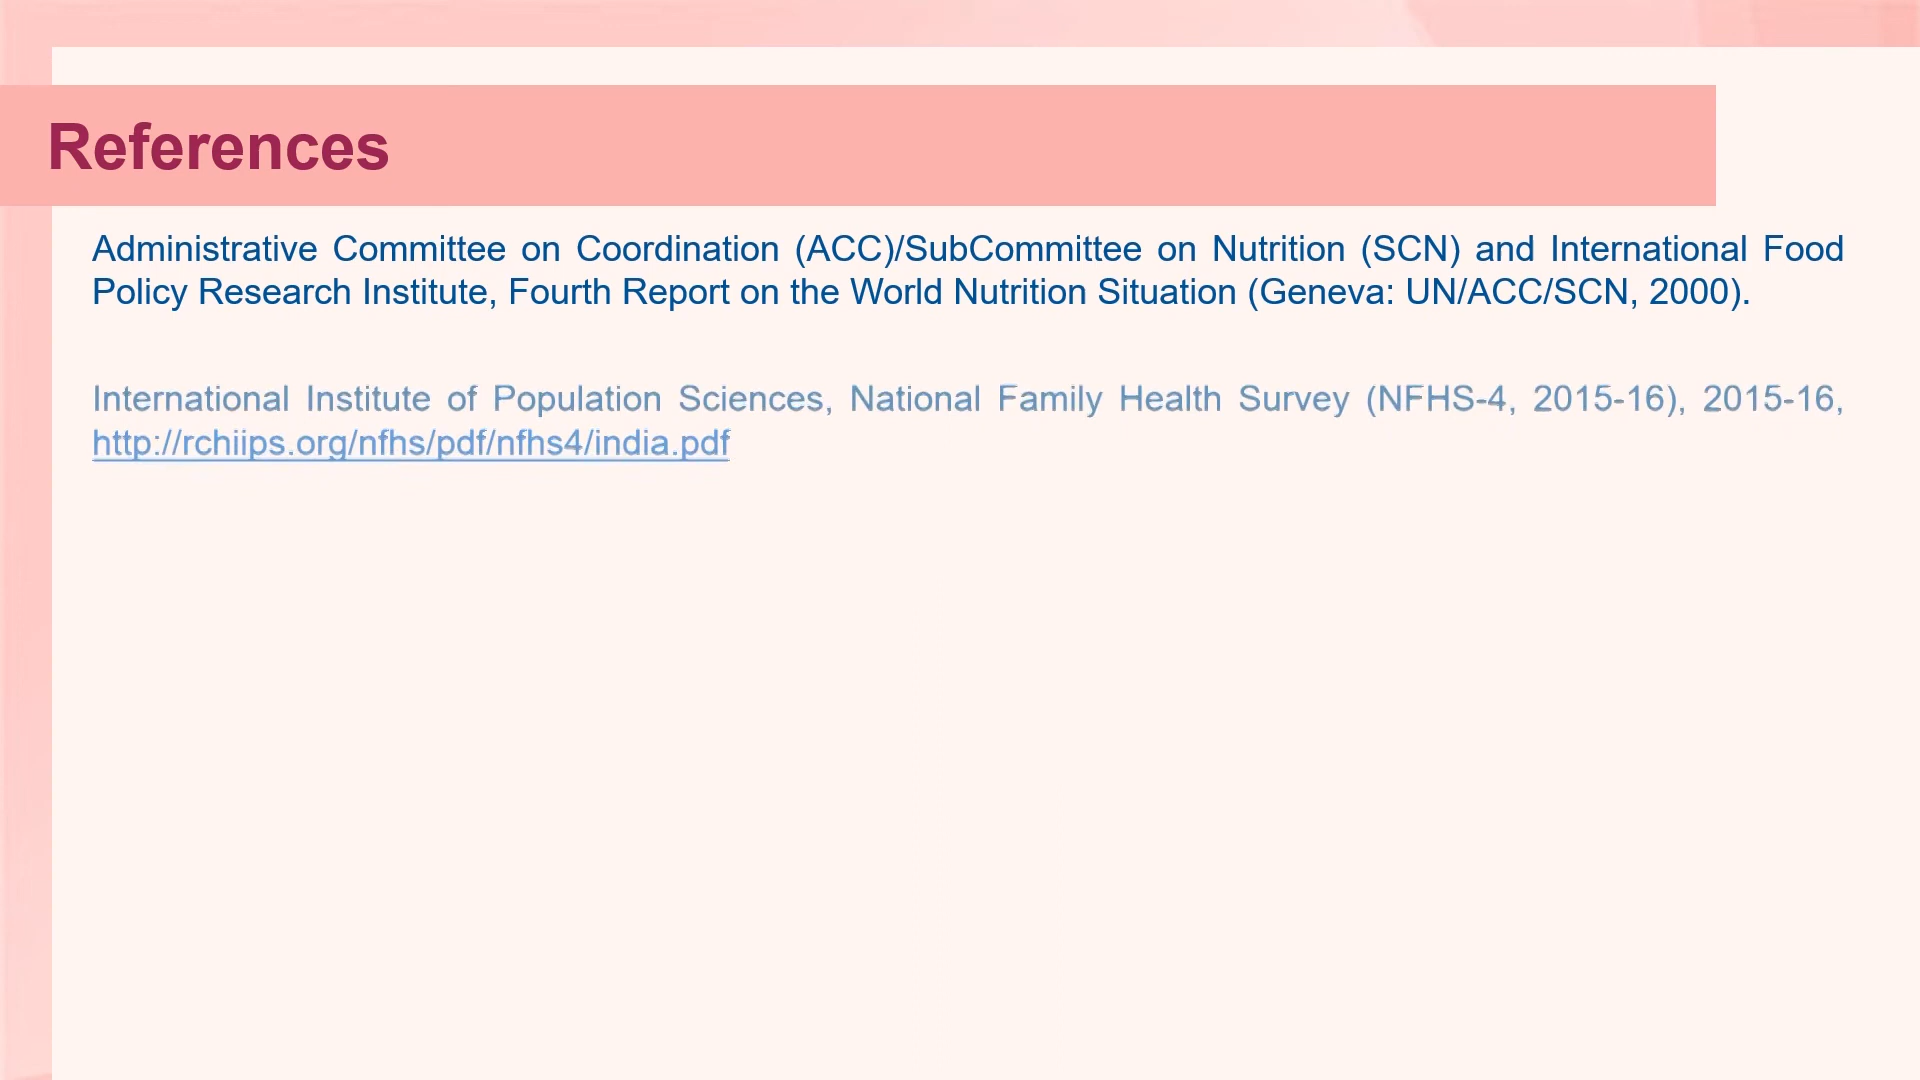 References
Administrative Committee on Coordination (ACC)/SubCommittee on Nutrition (SCN) and International Food
Policy Research Institute, Fourth Report on the World Nutrition Situation (Geneva: UN/ACC/SCN, 2000).
International Institute of Population Sciences, National Family Health Survey (NFHS-4, 2015-16), 2015-16,
http://rchiips.org/nfhs/pdf/nfhs4/india.pdf